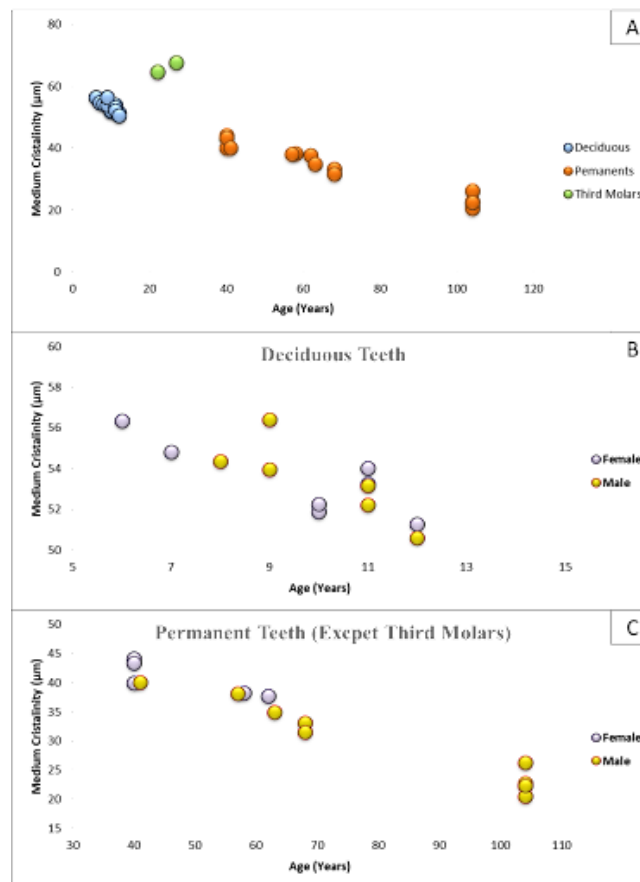 A
80
60
40
20
0
Medium Cristalinity (µm)
Deciduous
Pemanents
Third Molars
0 20 40 60 80 100 120
Age (Years)
B
Deciduous Teeth
60
58
56
54
52
50
Medium Cristalinity (µm)
Female
Male
5 7 9 11 13 15
Age (Years)
C
Permanent Teeth (Excpet Third Molars)
50
45
40
35
30
25
20
15
Medium Cristalinity (µm)
Female
Male
30 40 50 60 70 80 90 100 110
Age (Years)